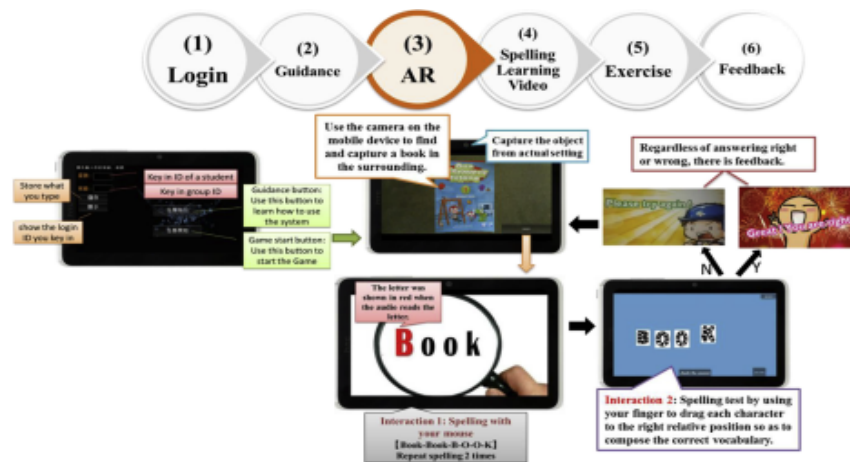 (1)
Login
(2)
Guidance
(3)
AR
(4)
Spelling
Learning
Video
(5)
Exercise
(6)
Feedback
Use the camera on the
mobile device to find
and capture a book in
the surrounding.
Capture the object
from actual setting
Regardless of answering right
or wrong, there is feedback.
Store what
you type
Key in ID of a student
Key in group ID
show the login
ID you key in
Guidance button:
Use this button to
learn how to use
the system
Game start button:
Use this button to
start the Game
Please try again!
Great! You are right
N
Y
The letter was
shown in red when
the audio reads the
letter.
Book
BOOK
Interaction 1: Spelling with
your mouse
【Book-Book-B-O-O-K】
Repeat spelling 2 times
Interaction 2: Spelling test by using
your finger to drag each character
to the right relative position so as to
compose the correct vocabulary.